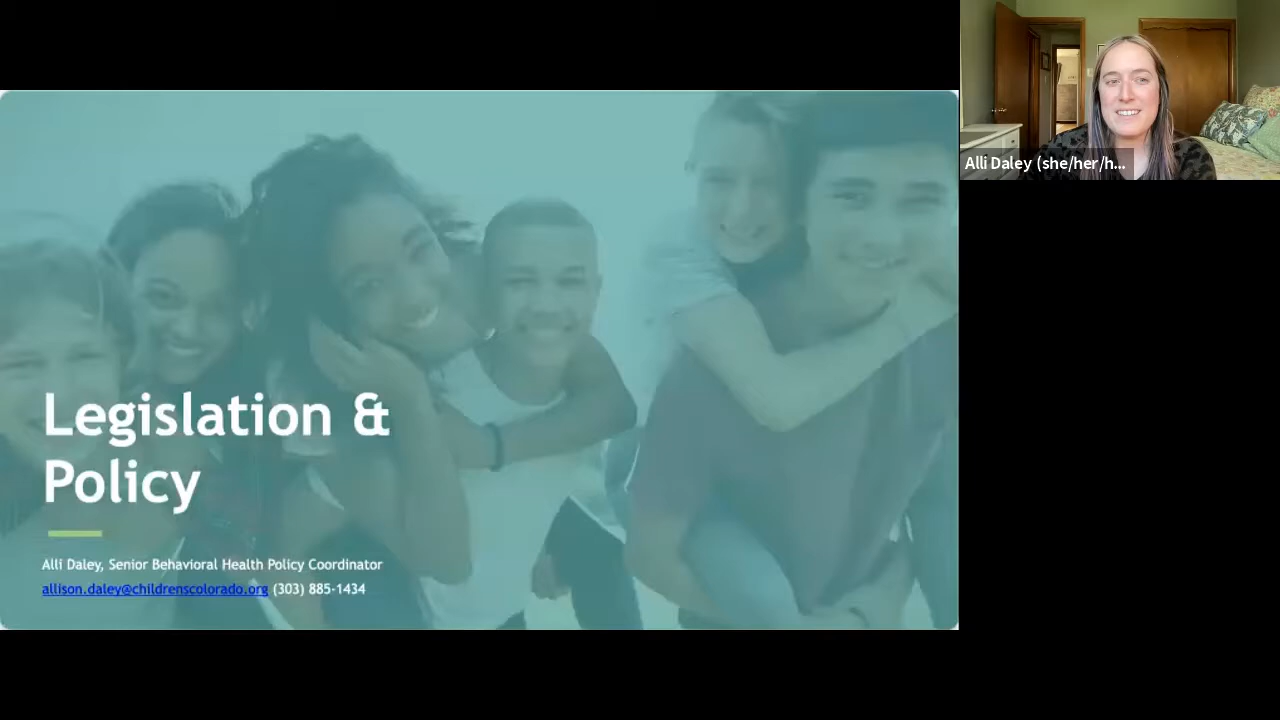 Legislation &
Policy
Alli Daley, Senior Behavioral Health Policy Coordinator
allison.daley@childrenscolorado.org (303) 885-1434
Alli Daley (she/her/h...